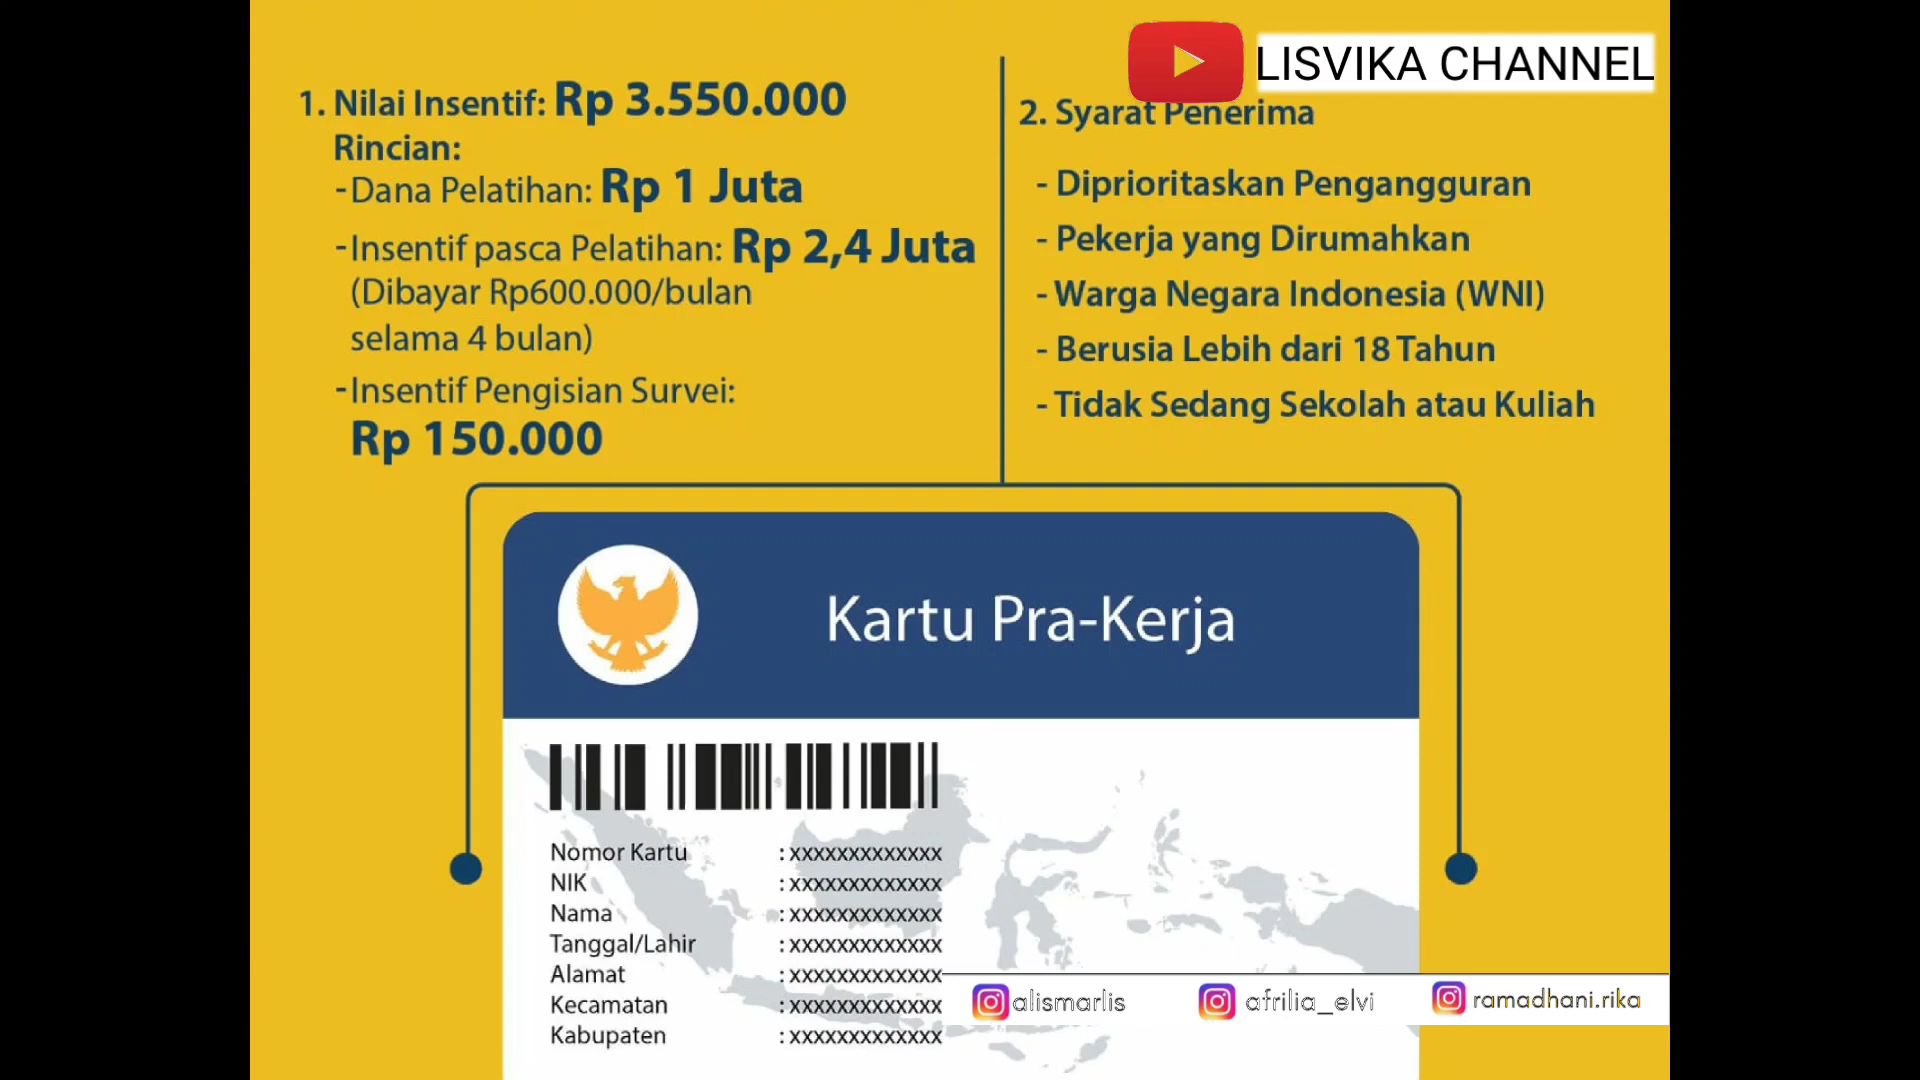 LISVIKA CHANNEL
1. Nilai Insentif: Rp 3.550.000
Rincian:
-Dana Pelatihan: Rp 1 Juta
-Insentif pasca Pelatihan: Rp 2,4 Juta
(Dibayar Rp600.000/bulan
selama 4 bulan)
-Insentif Pengisian Survei:
Rp 150.000
2. Syarat Penerima
- Diprioritaskan Pengangguran
- Pekerja yang Dirumahkan
- Warga Negara Indonesia (WNI)
- Berusia Lebih dari 18 Tahun
- Tidak Sedang Sekolah atau Kuliah
Kartu Pra-Kerja
Nomor Kartu : xxxxxxxxxxxxx
NIK : xxxxxxxxxxxxx
Nama : xxxxxxxxxxxxx
Tanggal/Lahir : xxxxxxxxxxxxx
Alamat : xxxxxxxxxxxxx
Kecamatan : xxxxxxxxxxxxx
Kabupaten : xxxxxxxxxxxxx
alismarlis
afrilia_elvi
ramadhani.rika